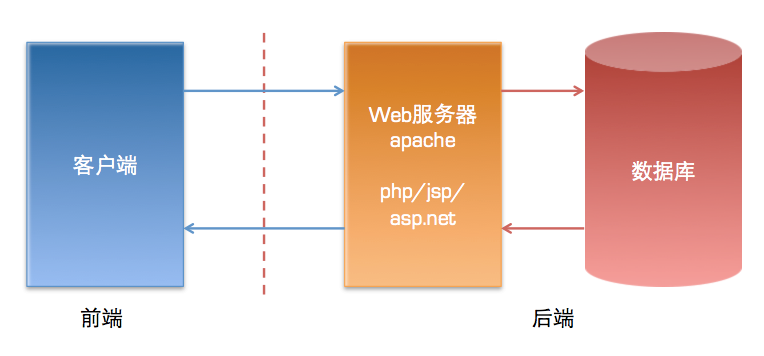 客户端
Web服务器
apache
php/jsp/
asp.net
数据库
前端
后端